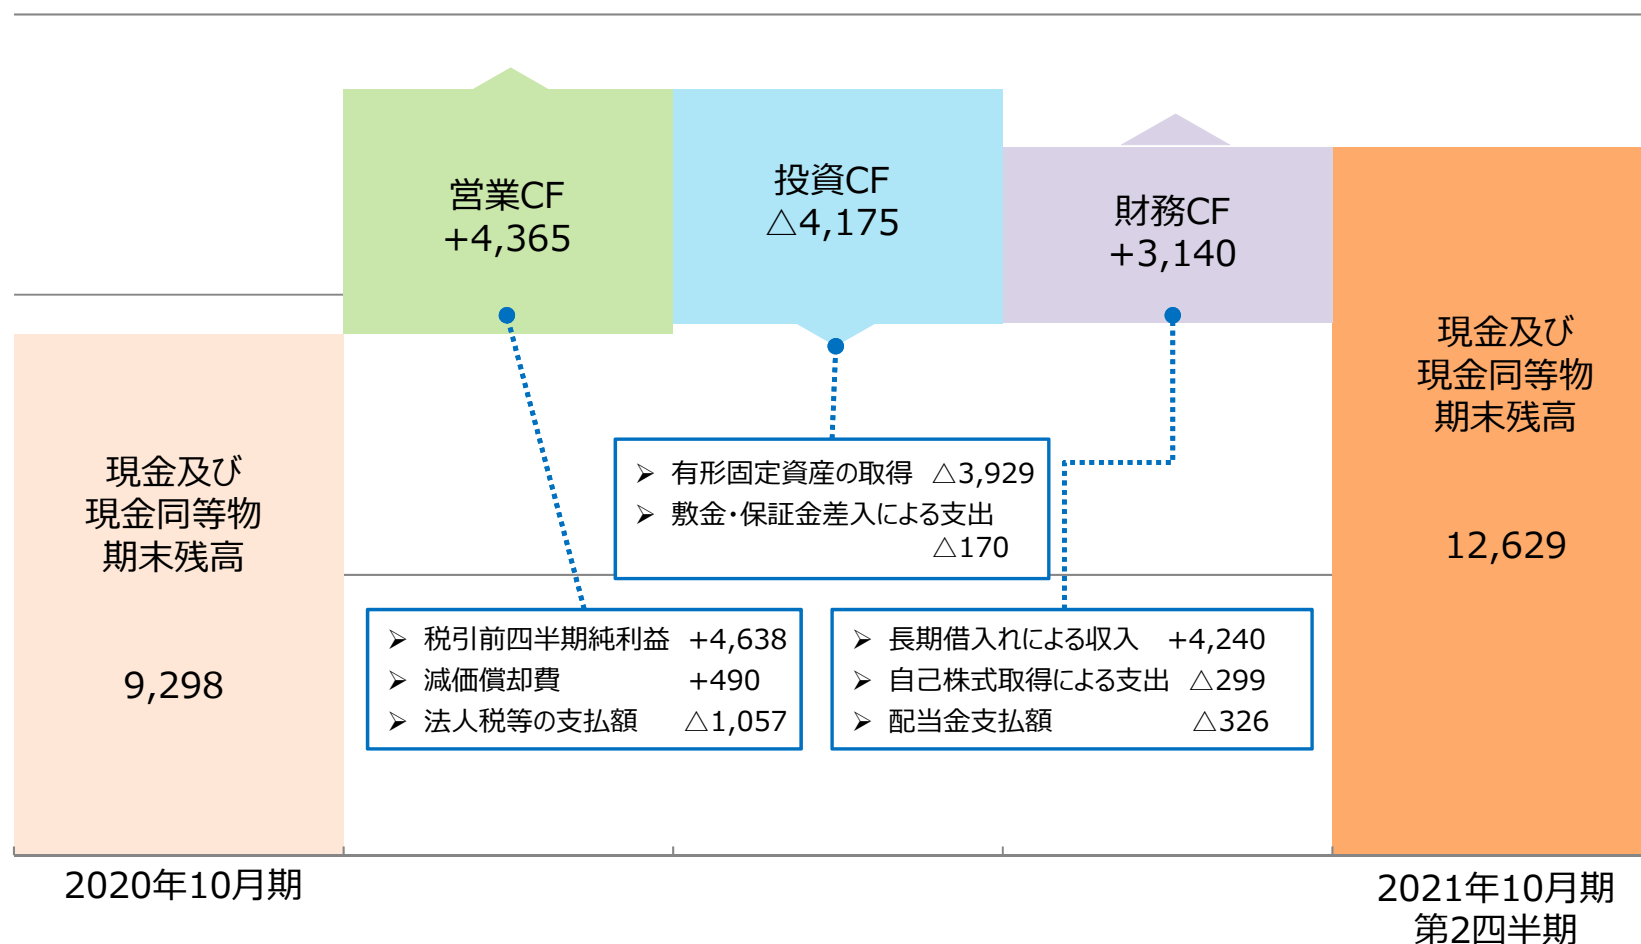 営業CF
+4,365
投資CF
△4,175
財務CF
+3,140
現金及び
現金同等物
期末残高
12,629
現金及び
現金同等物
期末残高
9,298
➢ 有形固定資産の取得 △3,929
➢ 敷金・保証金差入による支出
△170
➢ 税引前四半期純利益 +4,638
➢ 減価償却費 +490
➢ 法人税等の支払額 △1,057
➢ 長期借入れによる収入 +4,240
➢ 自己株式取得による支出 △299
➢ 配当金支払額 △326
2020年10月期
2021年10月期
第2四半期